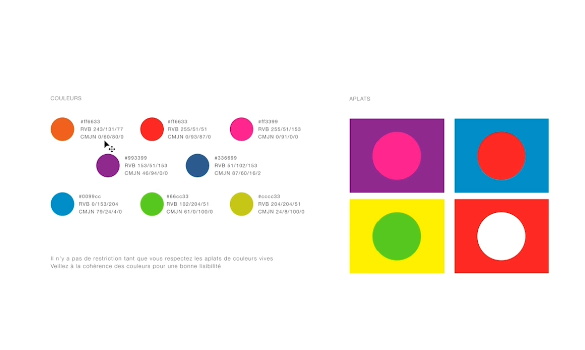 COULEURS
APLATS
#ff6633
RVB 243/101/77
CMJN 0/60/80/0
#ff6633
RVB 255/51/51
CMJN 0/93/87/0
#ff3399
RVB 255/51/153
CMJN 0/91/0/0
#993399
RVB 153/51/153
CMJN 46/94/0/0
#336699
RVB 51/102/153
CMJN 87/60/16/2
#0099cc
RVB 0/153/204
CMJN 79/24/4/0
#66cc33
RVB 102/204/51
CMJN 61/0/100/0
#cccc33
RVB 204/204/51
CMJN 24/9/100/0
Il n'y a pas de restriction tant que vous respectez les aplats de couleurs vives
Veillez à la cohérence des couleurs pour une bonne lisibilité